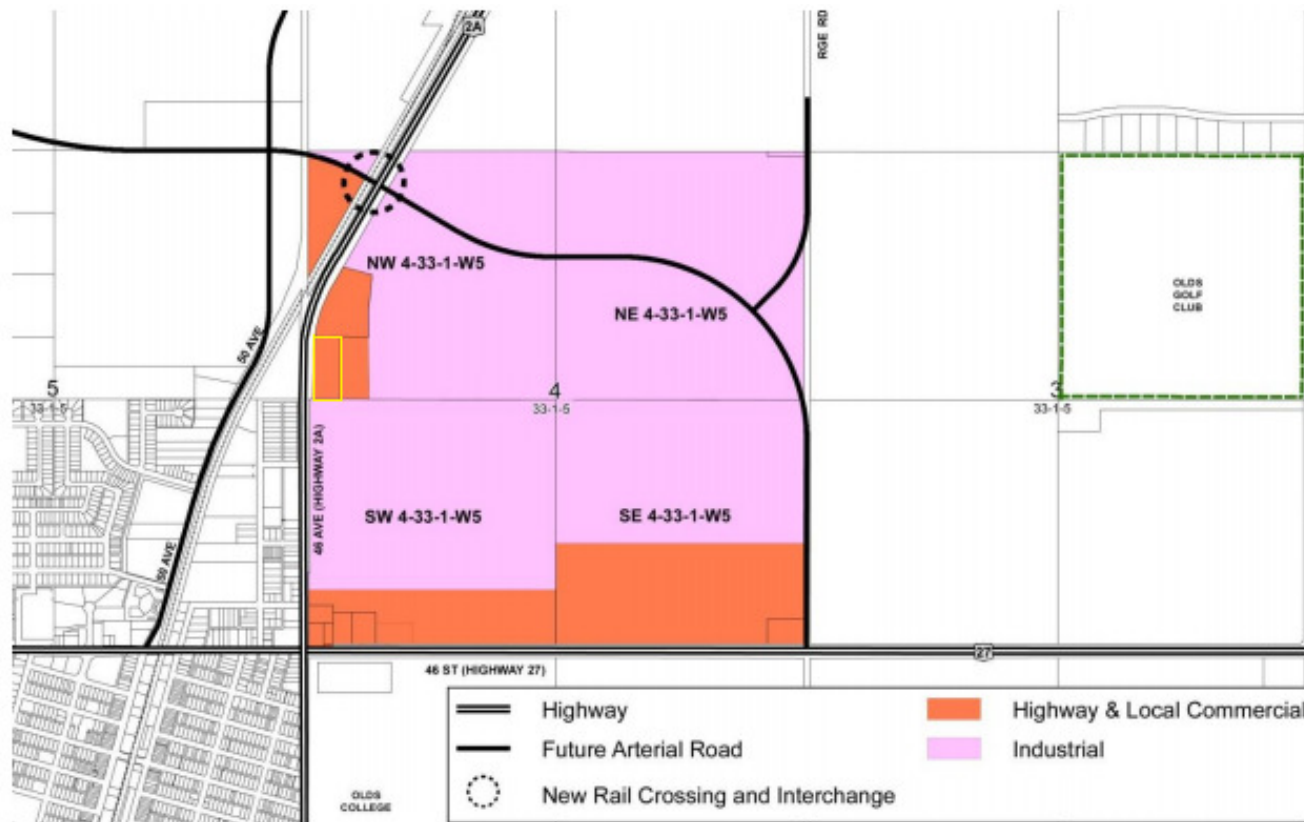 2A
RGE RD
NW 4-33-1-W5
NE 4-33-1-W5
OLDS
GOLF
CLUB
50 AVE
5
33-1-5
4
33-1-5
3
33-1-5
46 AVE (HIGHWAY 2A)
SW 4-33-1-W5
SE 4-33-1-W5
50 AVE
27
46 ST (HIGHWAY 27)
Highway
Highway & Local Commercial
Future Arterial Road
Industrial
New Rail Crossing and Interchange
OLDS
COLLEGE